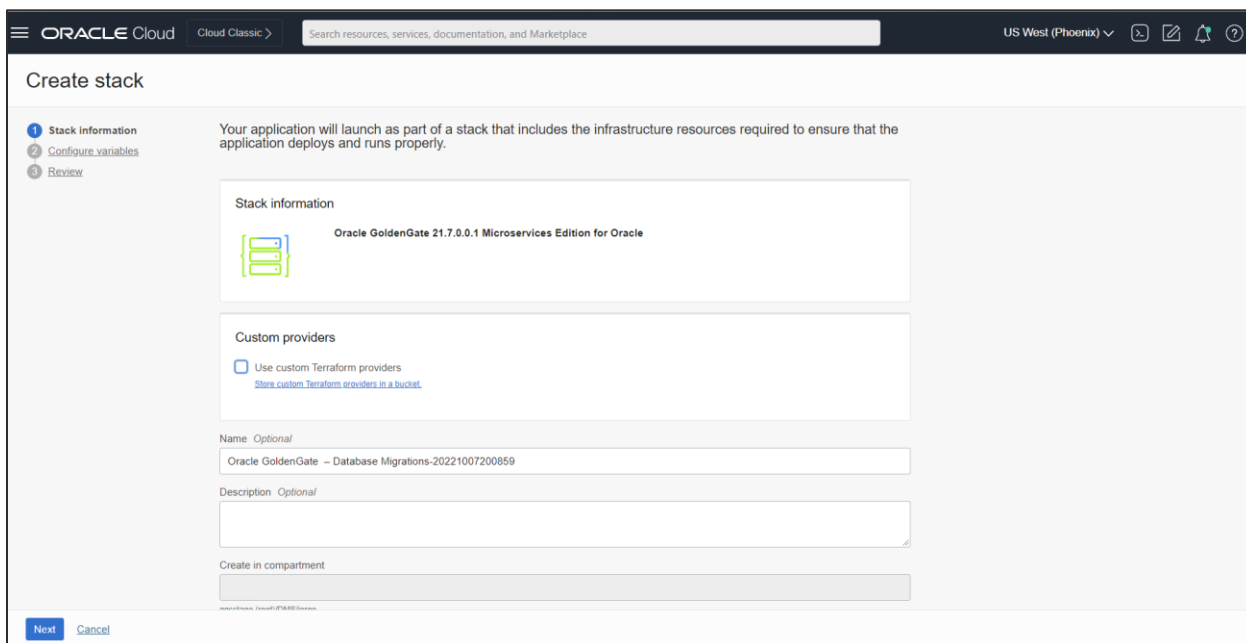 ORACLE Cloud
Cloud Classic >
Search resources, services, documentation, and Marketplace
US West (Phoenix)
Create stack
1 Stack information
2 Configure variables
3 Review
Your application will launch as part of a stack that includes the infrastructure resources required to ensure that the
application deploys and runs properly.
Stack information
Oracle GoldenGate 21.7.0.0.1 Microservices Edition for Oracle
Custom providers
Use custom Terraform providers
Store custom Terraform providers in a bucket.
Name Optional
Oracle GoldenGate – Database Migrations-20221007200859
Description Optional
Create in compartment
Next
Cancel